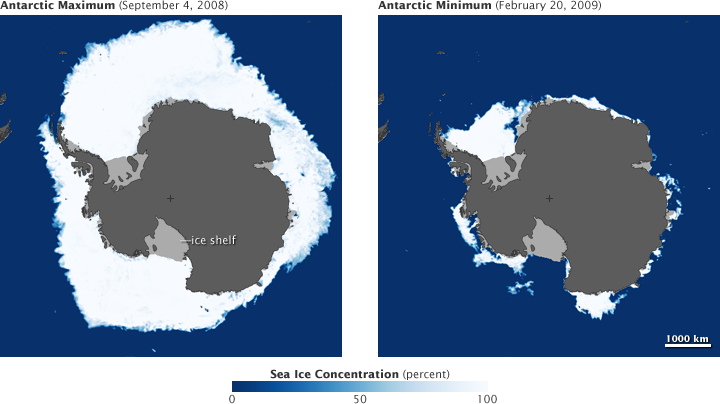 Antarctic Maximum (September 4, 2008)
Antarctic Minimum (February 20, 2009)
ice shelf
1000 km
Sea Ice Concentration (percent)
0 50 100